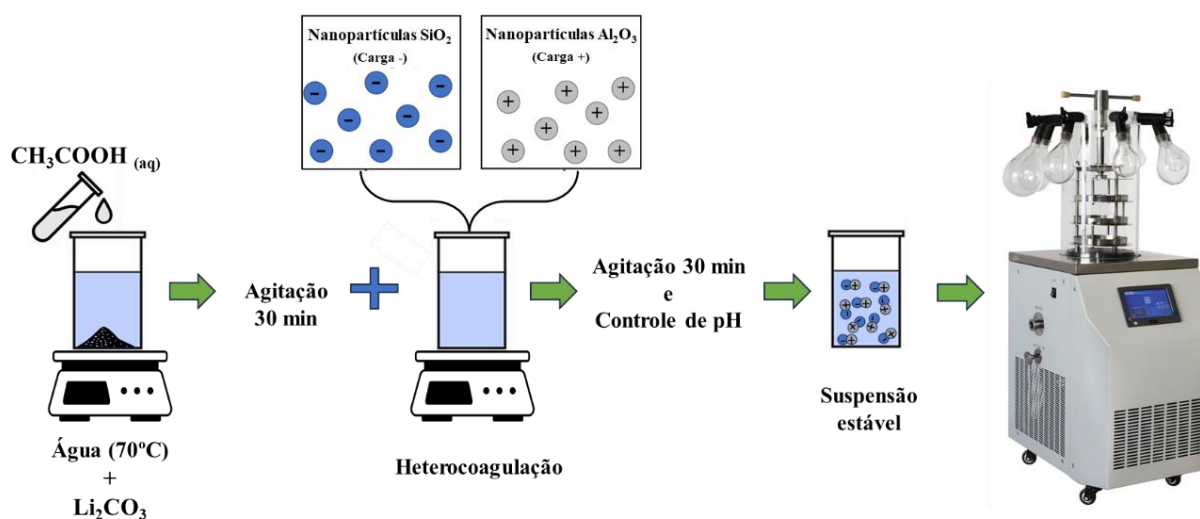 CH₃COOH (aq)
Água (70ºC)
+
Li₂CO₃
Agitação
30 min
Nanopartículas SiO₂
(Carga -)
Nanopartículas Al₂O₃
(Carga +)
Heterocoagulação
Agitação 30 min
e
Controle de pH
Suspensão
estável